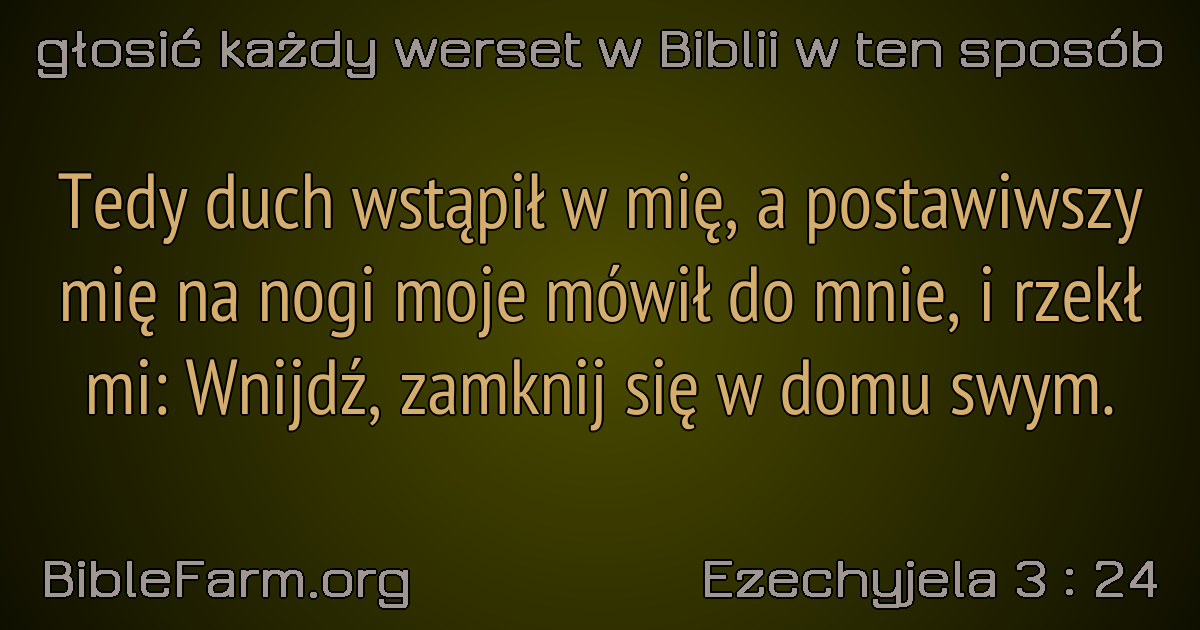 głosić każdy werset w Biblii w ten sposób
Tedy duch wstąpił w mię, a postawiwszy
mię na nogi moje mówił do mnie, i rzekł
mi: Wnijdź, zamknij się w domu swym.
BibleFarm.org
Ezechyjela 3 : 24